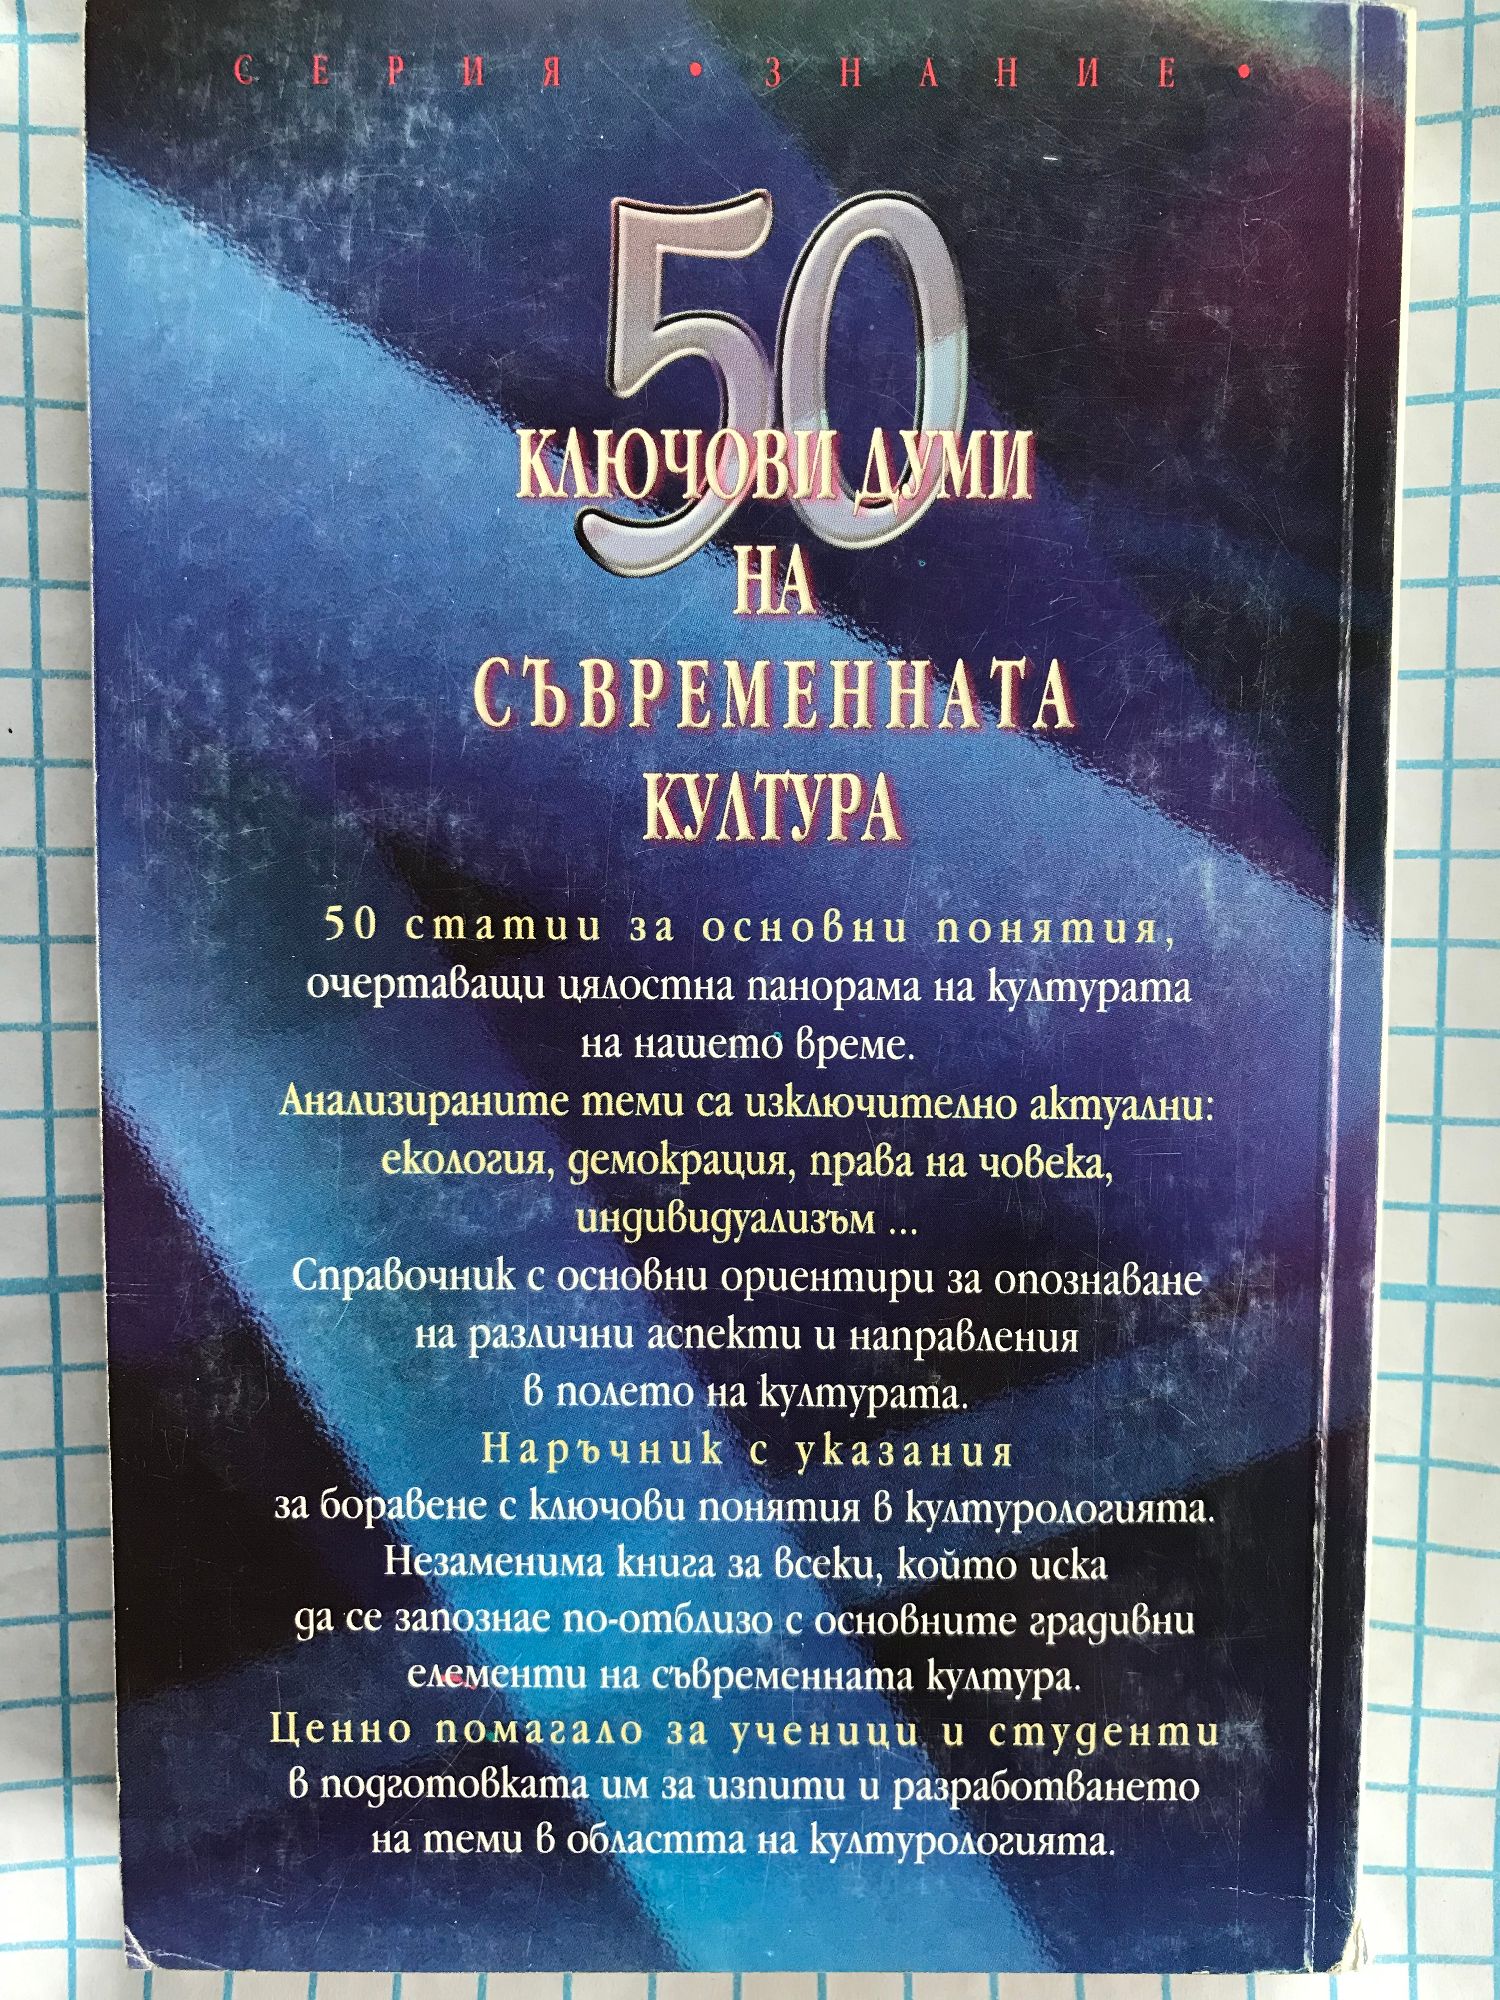 СЕРИЯ • ЗНАНИЕ •
50
КЛЮЧОВИ ДУМИ
НА
СЪВРЕМЕННАТА
КУЛТУРА
50 статии за основни понятия,
очертаващи цялостна панорама на културата
на нашето време.
Анализираните теми са изключително актуални:
екология, демокрация, права на човека,
индивидуализъм ...
Справочник с основни ориентири за опознаване
на различни аспекти и направления
в полето на културата.
Наръчник с указания
за боравене с ключови понятия в културологията.
Незаменима книга за всеки, който иска
да се запознае по-отблизо с основните градивни
елементи на съвременната култура.
Ценно помагало за ученици и студенти
в подготовката им за изпити и разработването
на теми в областта на културологията.